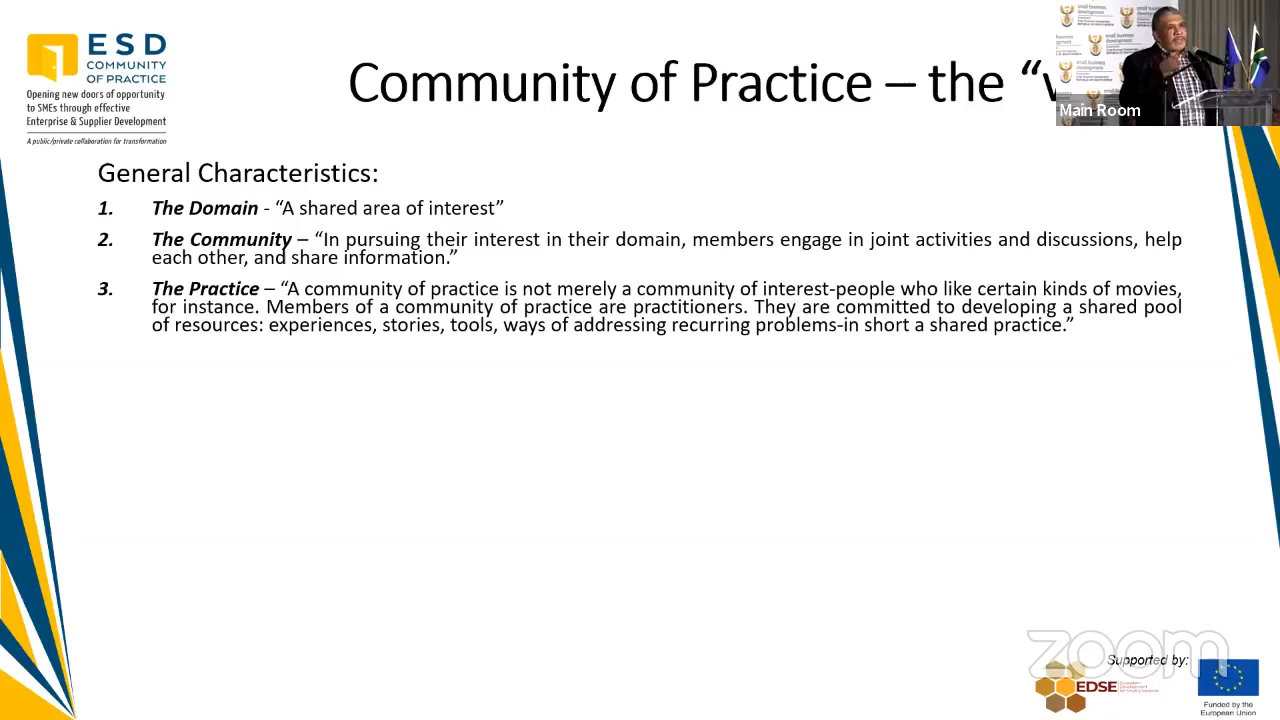 ESD
COMMUNITY
OF PRACTICE
Opening new doors of opportunity
to SMEs through effective
Enterprise & Supplier Development
A public/private collaboration for transformation
Community of Practice – the “
small business
development
Main Room
General Characteristics:
1. The Domain - “A shared area of interest”
2. The Community – “In pursuing their interest in their domain, members engage in joint activities and discussions, help
each other, and share information.”
3. The Practice – “A community of practice is not merely a community of interest-people who like certain kinds of movies,
for instance. Members of a community of practice are practitioners. They are committed to developing a shared pool
of resources: experiences, stories, tools, ways of addressing recurring problems-in short a shared practice.”
zoom
Supported by:
EDSE
Funded by the
European Union